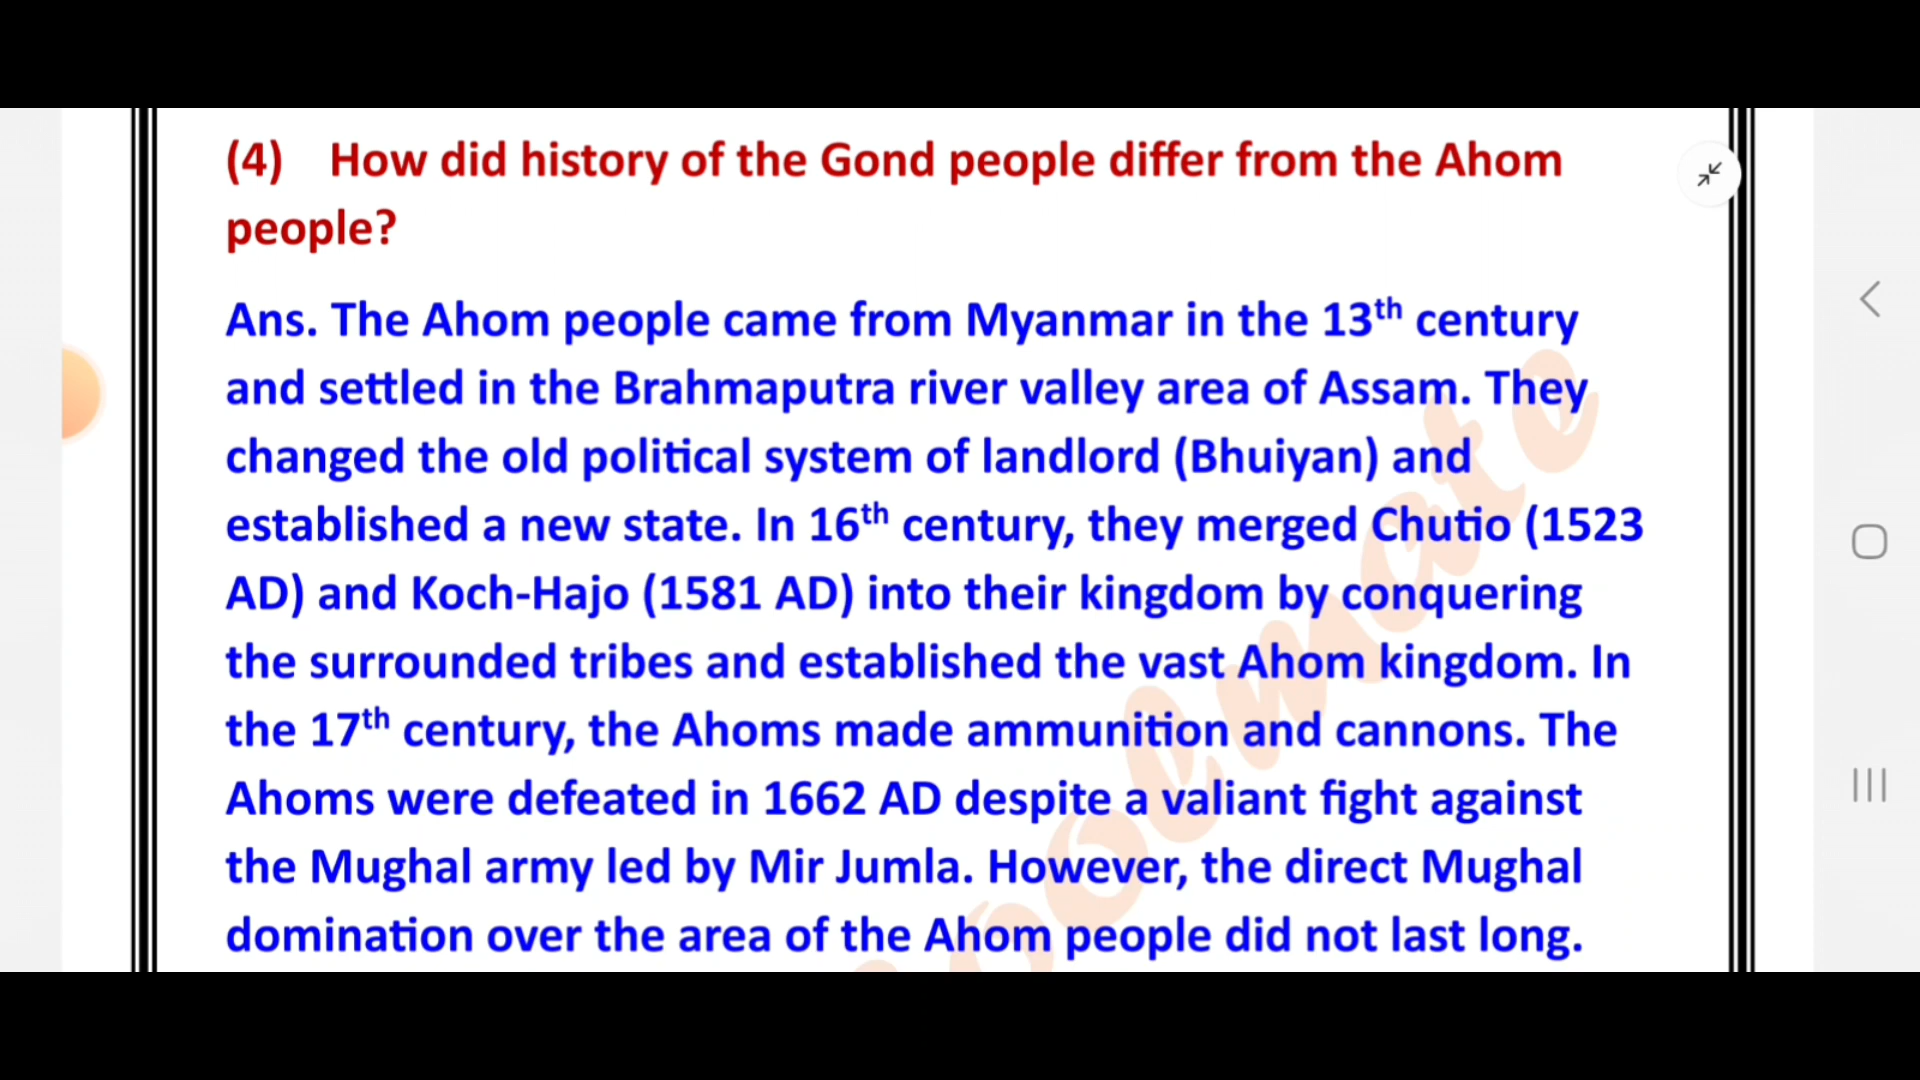 (4) How did history of the Gond people differ from the Ahom
people?
Ans. The Ahom people came from Myanmar in the 13th century
and settled in the Brahmaputra river valley area of Assam. They
changed the old political system of landlord (Bhuiyan) and
established a new state. In 16th century, they merged Chutio (1523
AD) and Koch-Hajo (1581 AD) into their kingdom by conquering
the surrounded tribes and established the vast Ahom kingdom. In
the 17th century, the Ahoms made ammunition and cannons. The
Ahoms were defeated in 1662 AD despite a valiant fight against
the Mughal army led by Mir Jumla. However, the direct Mughal
domination over the area of the Ahom people did not last long.